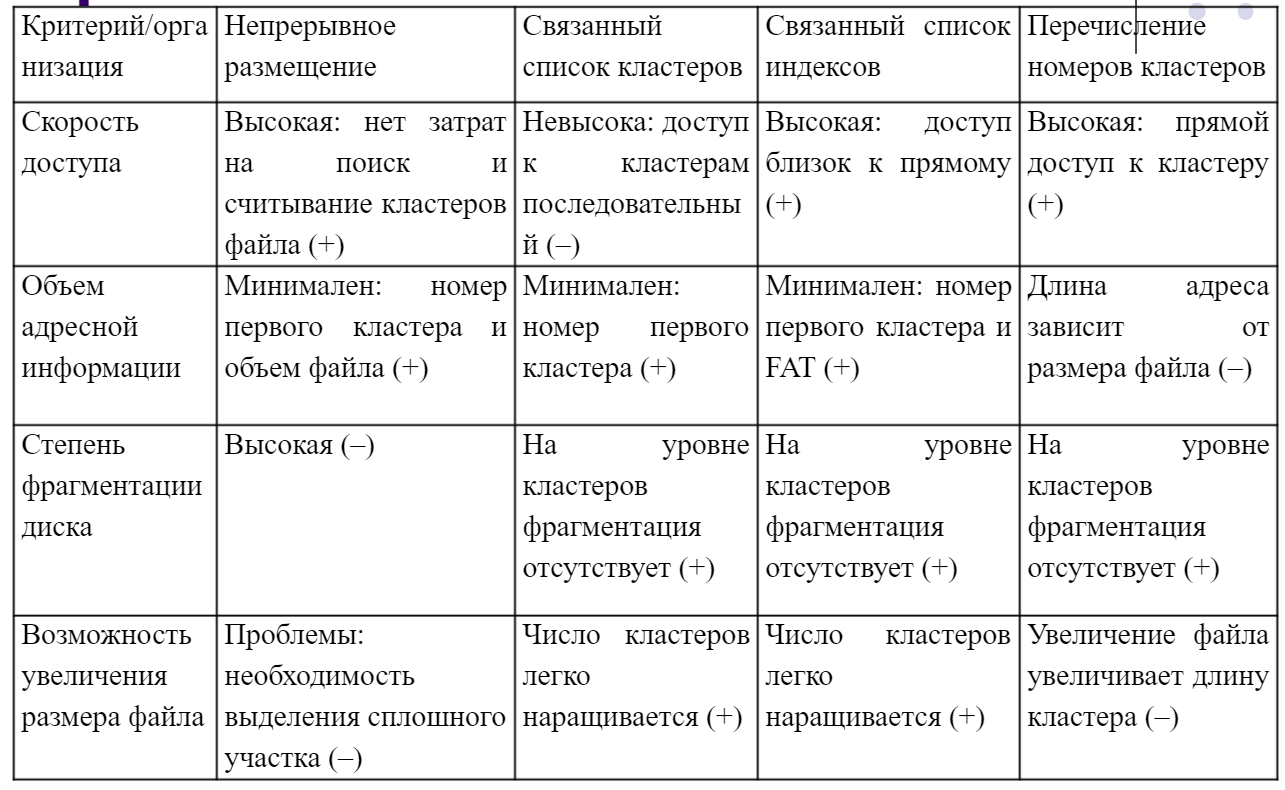 Критерий/орга
низация
Непрерывное
размещение
Связанный
список кластеров
Связанный список
индексов
Перечисление
номеров кластеров
Скорость
доступа
Высокая: нет затрат
на поиск и
считывание кластеров
файла (+)
Невысока: доступ
к кластерам
последовательны
й (–)
Высокая: доступ
близок к прямому
(+)
Высокая: прямой
доступ к кластеру
(+)
Объем
адресной
информации
Минимален: номер
первого кластера и
объем файла (+)
Минимален:
номер первого
кластера (+)
Минимален: номер
первого кластера и
FAT (+)
Длина адреса
зависит от
размера файла (–)
Степень
фрагментации
диска
Высокая (–)
На уровне
кластеров
фрагментация
отсутствует (+)
На уровне
кластеров
фрагментация
отсутствует (+)
На уровне
кластеров
фрагментация
отсутствует (+)
Возможность
увеличения
размера файла
Проблемы:
необходимость
выделения сплошного
участка (–)
Число кластеров
легко
наращивается (+)
Число кластеров
легко
наращивается (+)
Увеличение файла
увеличивает длину
кластера (–)